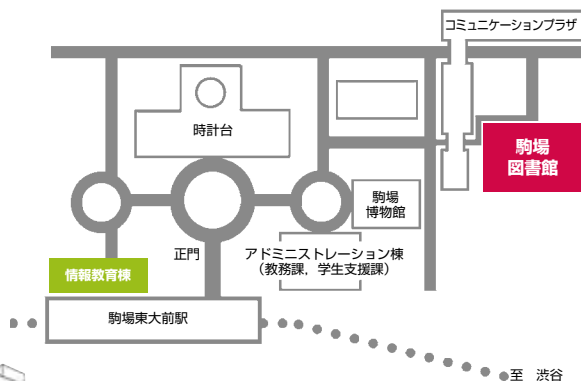 コミュニケーションプラザ
時計台
駒場
図書館
駒場
博物館
正門
アドミニストレーション棟
（教務課，学生支援課）
情報教育棟
駒場東大前駅
至 渋谷